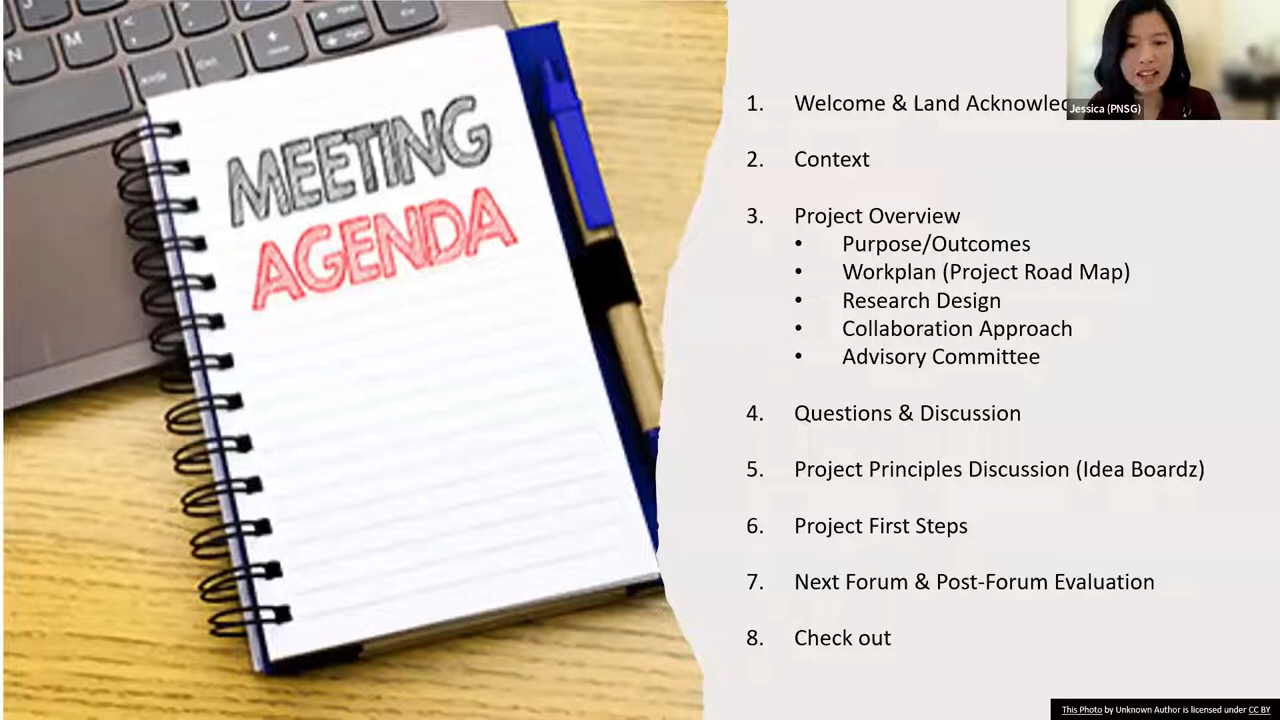 MEETING
AGENDA
1. Welcome & Land
Jessica (PNSG)
2. Context
3. Project Overview
• Purpose/Outcomes
• Workplan (Project Road Map)
• Research Design
• Collaboration Approach
• Advisory Committee
4. Questions & Discussion
5. Project Principles Discussion (Idea Boardz)
6. Project First Steps
7. Next Forum & Post-Forum Evaluation
8. Check out
This Photo by Unknown Author is licensed under CC BY
N
M